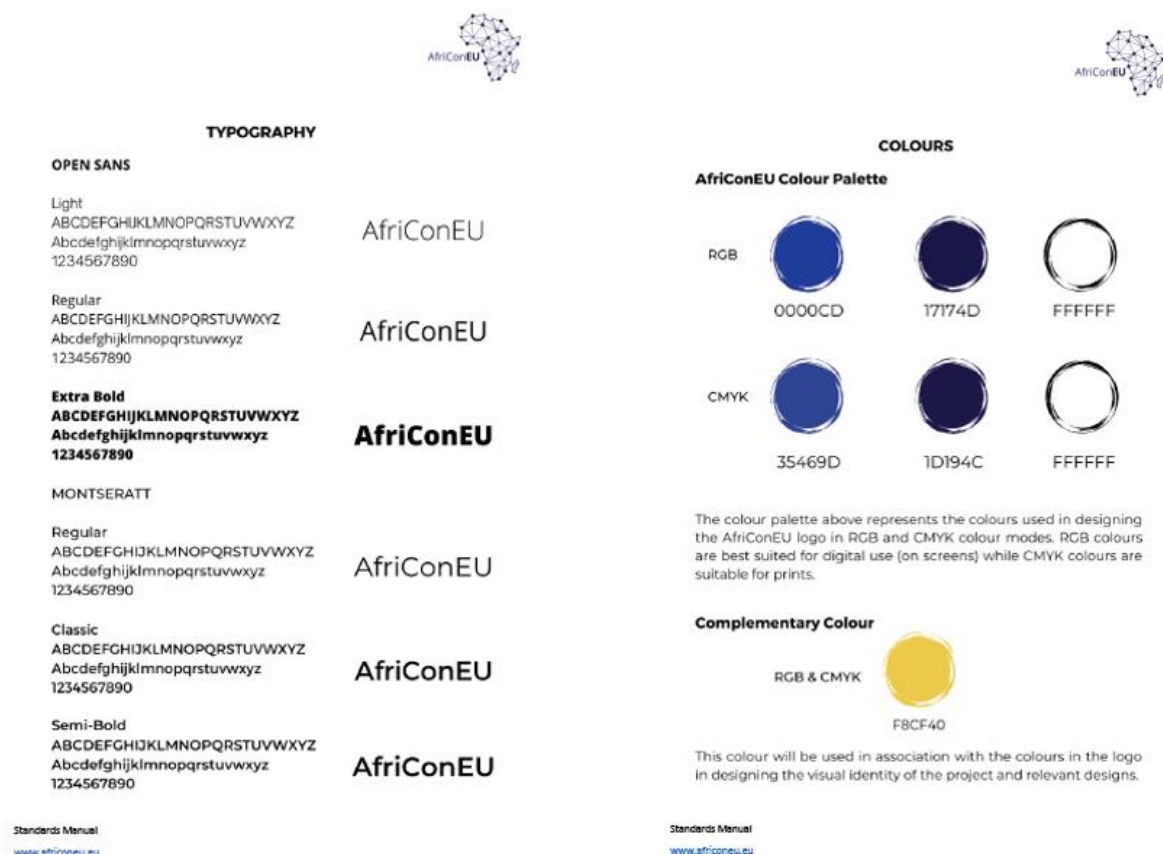 AfriConEU
TYPOGRAPHY
OPEN SANS
Light
ABCDEFGHIJKLMNOPQRSTUVWXYZ
Abcdefghijklmnopqrstuvwxyz
1234567890
AfriConEU
Regular
ABCDEFGHIJKLMNOPQRSTUVWXYZ
Abcdefghijklmnopqrstuvwxyz
1234567890
AfriConEU
Extra Bold
ABCDEFGHIJKLMNOPQRSTUVWXYZ
Abcdefghijklmnopqrstuvwxyz
1234567890
AfriConEU
MONTSERATT
Regular
ABCDEFGHIJKLMNOPQRSTUVWXYZ
Abcdefghijklmnopqrstuvwxyz
1234567890
AfriConEU
Classic
ABCDEFGHIJKLMNOPQRSTUVWXYZ
Abcdefghijklmnopqrstuvwxyz
1234567890
AfriConEU
Semi-Bold
ABCDEFGHIJKLMNOPQRSTUVWXYZ
Abcdefghijklmnopqrstuvwxyz
1234567890
AfriConEU
Standards Manual
www.africoneu.eu
AfriConEU
COLOURS
AfriConEU Colour Palette
RGB
0000CD 17174D FFFFFF
CMYK
35469D 1D194C FFFFFF
The colour palette above represents the colours used in designing
the AfriConEU logo in RGB and CMYK colour modes. RGB colours
are best suited for digital use (on screens) while CMYK colours are
suitable for prints.
Complementary Colour
RGB & CMYK
F8CF40
This colour will be used in association with the colours in the logo
in designing the visual identity of the project and relevant designs.
Standards Manual
www.africoneu.eu